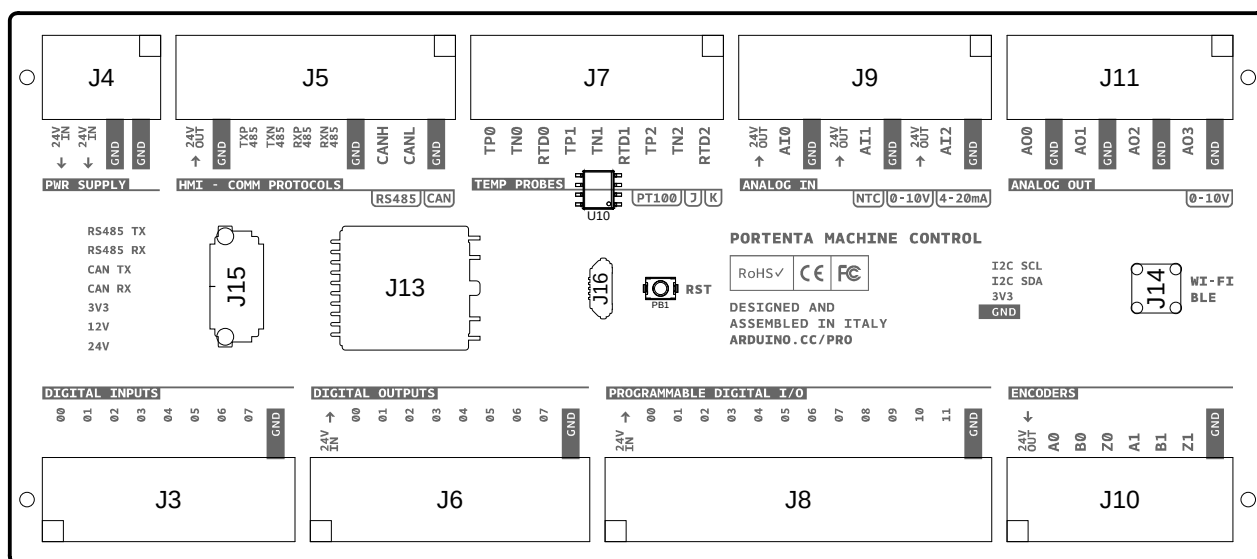 J4
J5
J7
J9
J11
24V IN
24V IN
GND
GND
24V OUT
GND
TXP 485
TXN 485
RXP 485
RXN 485
GND
CANH
CANL
GND
TP0
TN0
RTD0
TP1
TN1
RTD1
TP2
TN2
RTD2
24V OUT
AI0
GND
24V OUT
AI1
GND
24V OUT
AI2
GND
AO0
GND
AO1
GND
AO2
GND
AO3
GND
PWR SUPPLY
HMI - COMM PROTOCOLS
RS485 CAN
TEMP PROBES
PT100 J K
U10
ANALOG IN
NTC 0-10V 4-20mA
ANALOG OUT
0-10V
RS485 TX
RS485 RX
CAN TX
CAN RX
3V3
12V
24V
J15
J13
J16
PB1
RST
PORTENTA MACHINE CONTROL
RoHS✓ CE FC
DESIGNED AND
ASSEMBLED IN ITALY
ARDUINO.CC/PRO
I2C SCL
I2C SDA
3V3
GND
J14
WI-FI
BLE
DIGITAL INPUTS
00
01
02
03
04
05
06
07
GND
DIGITAL OUTPUTS
24V IN
00
01
02
03
04
05
06
07
GND
PROGRAMMABLE DIGITAL I/O
24V IN
00
01
02
03
04
05
06
07
08
09
10
11
GND
ENCODERS
24V OUT
A0
B0
Z0
A1
B1
Z1
GND
J3
J6
J8
J10